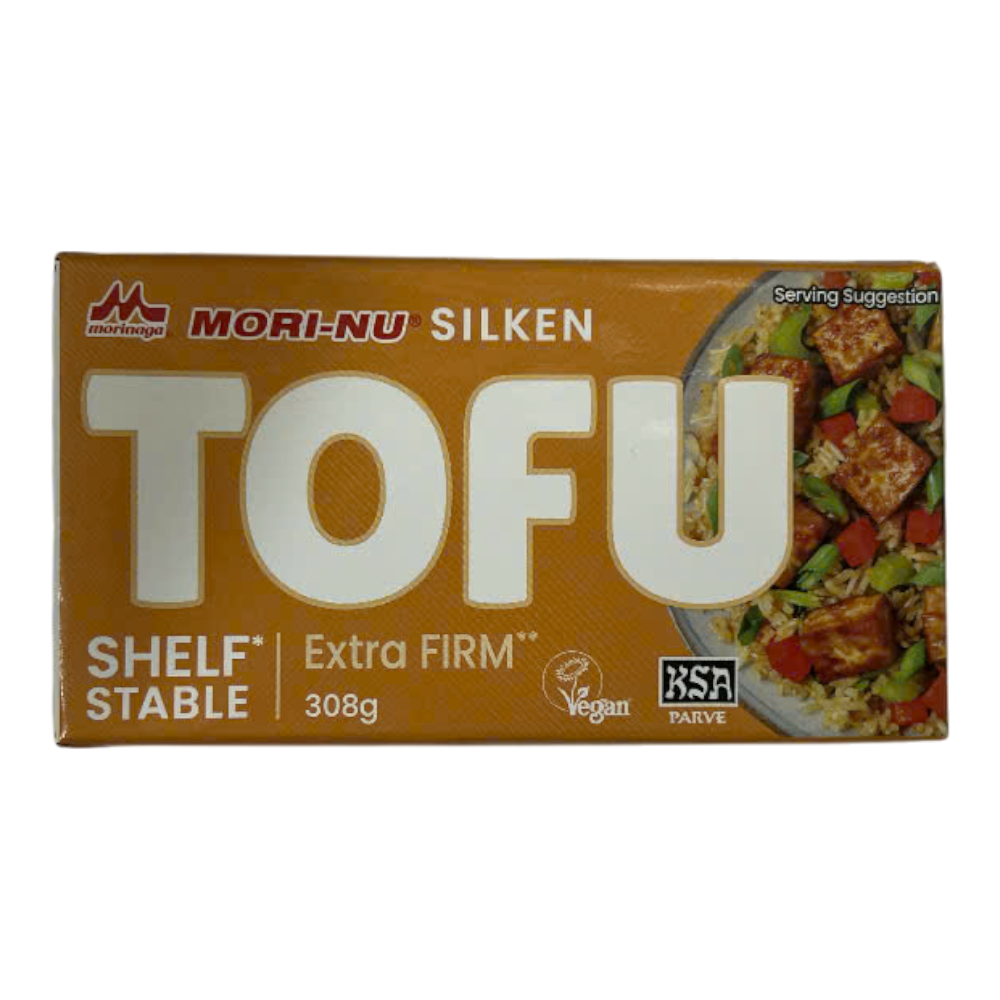 Serving Suggestion
morinaga
MORI-NU® SILKEN
TOFU
SHELF*
STABLE
Extra FIRM**
308g
Vegan
KSA
PARVE